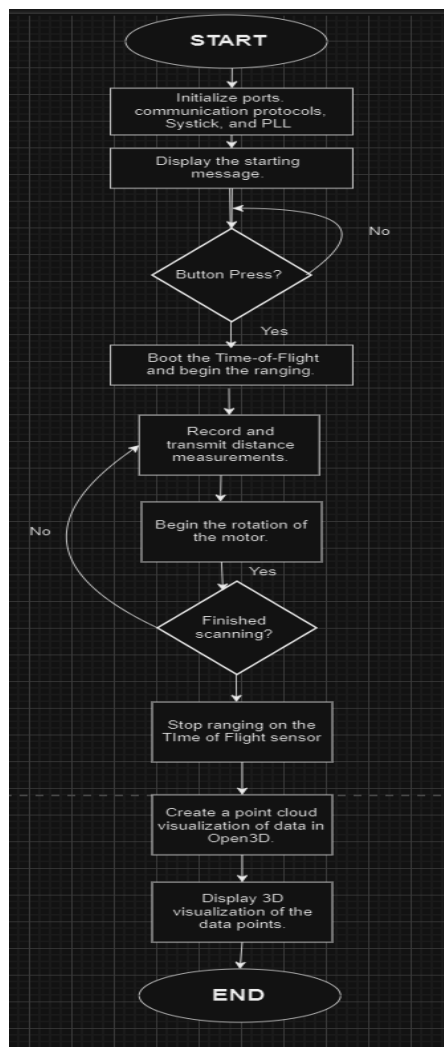 START
Initialize ports.
communication protocols,
Systick, and PLL
Display the starting
message.
No
Button Press?
Yes
Boot the Time-of-Flight
and begin the ranging.
Record and
transmit distance
measurements.
No
Begin the rotation of
the motor.
Yes
Finished
scanning?
Stop ranging on the
TIme of Flight sensor
Create a point cloud
visualization of data in
Open3D.
Display 3D
visualization of the
data points.
END